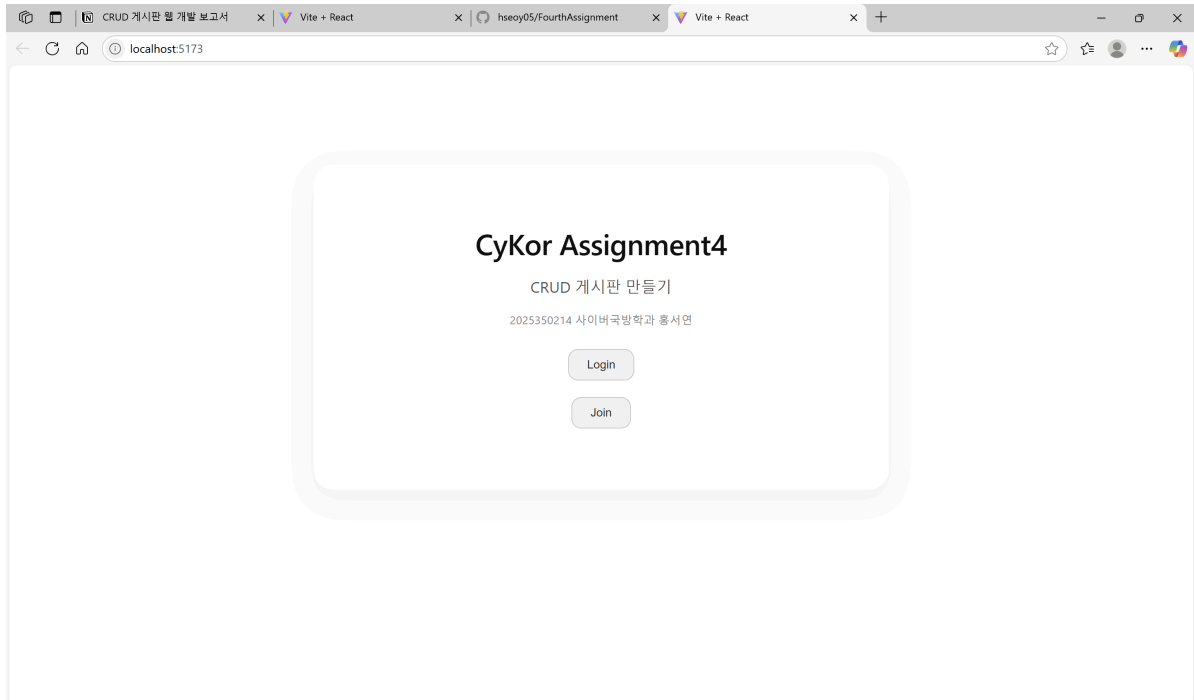 CRUD 게시판 웹 개발 보고서
Vite + React
hseoy05/FourthAssignment
Vite + React
localhost:5173
CyKor Assignment4
CRUD 게시판 만들기
2025350214 사이버국방학과 홍서연
Login
Join